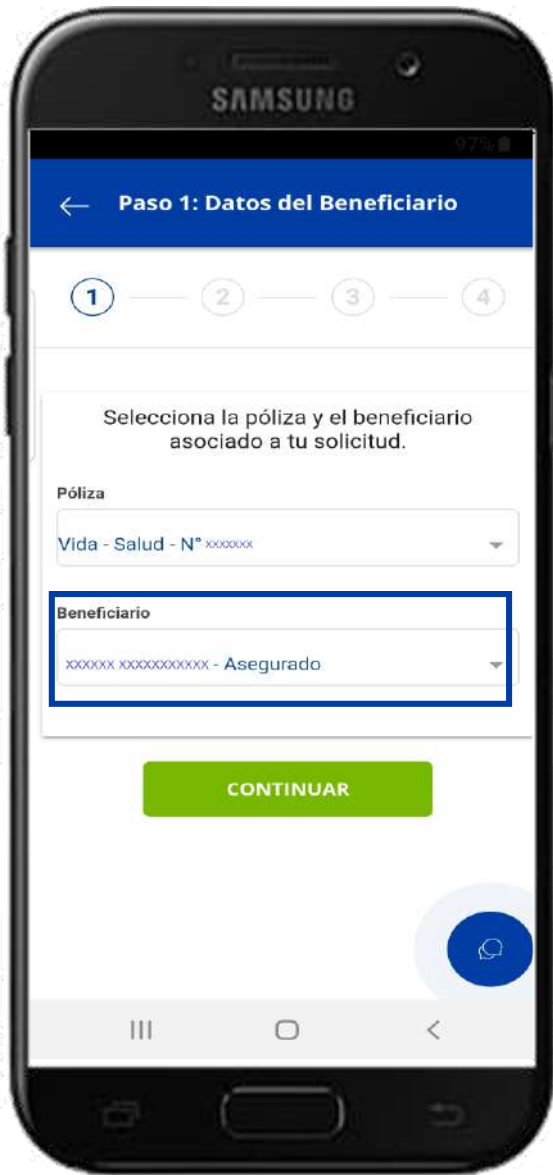 SAMSUNG
97%
Paso 1: Datos del Beneficiario
1
2
3
4
Selecciona la póliza y el beneficiario
asociado a tu solicitud.
Póliza
Vida - Salud - N° xxxxxxx
Beneficiario
xxxxxx xxxxxxxxxxx - Asegurado
CONTINUAR